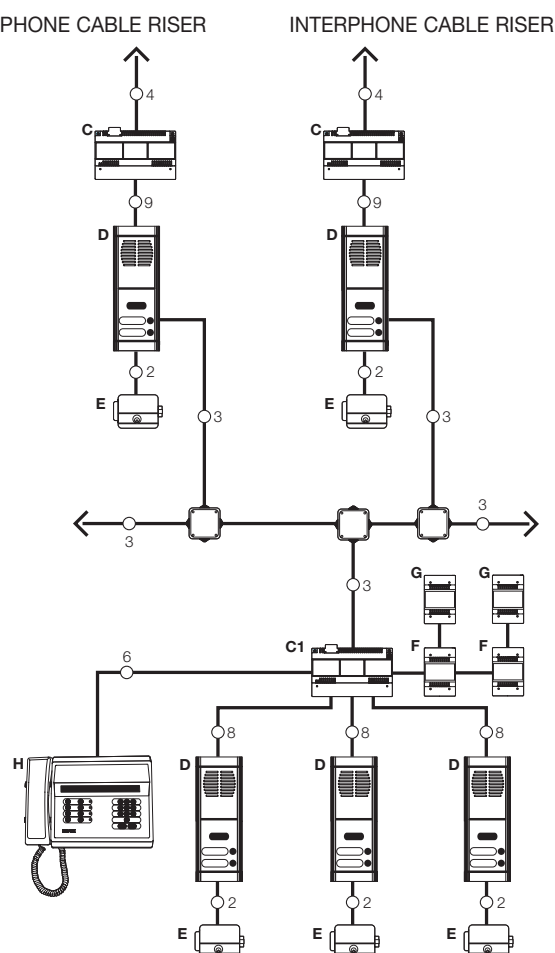 PHONE CABLE RISER INTERPHONE CABLE RISER
4 4
C C
9 9
D D
2 2
E E
3 3
3
3
3
G G
C1 F F
6
8 8 8
H D D D
2 2 2
E E E